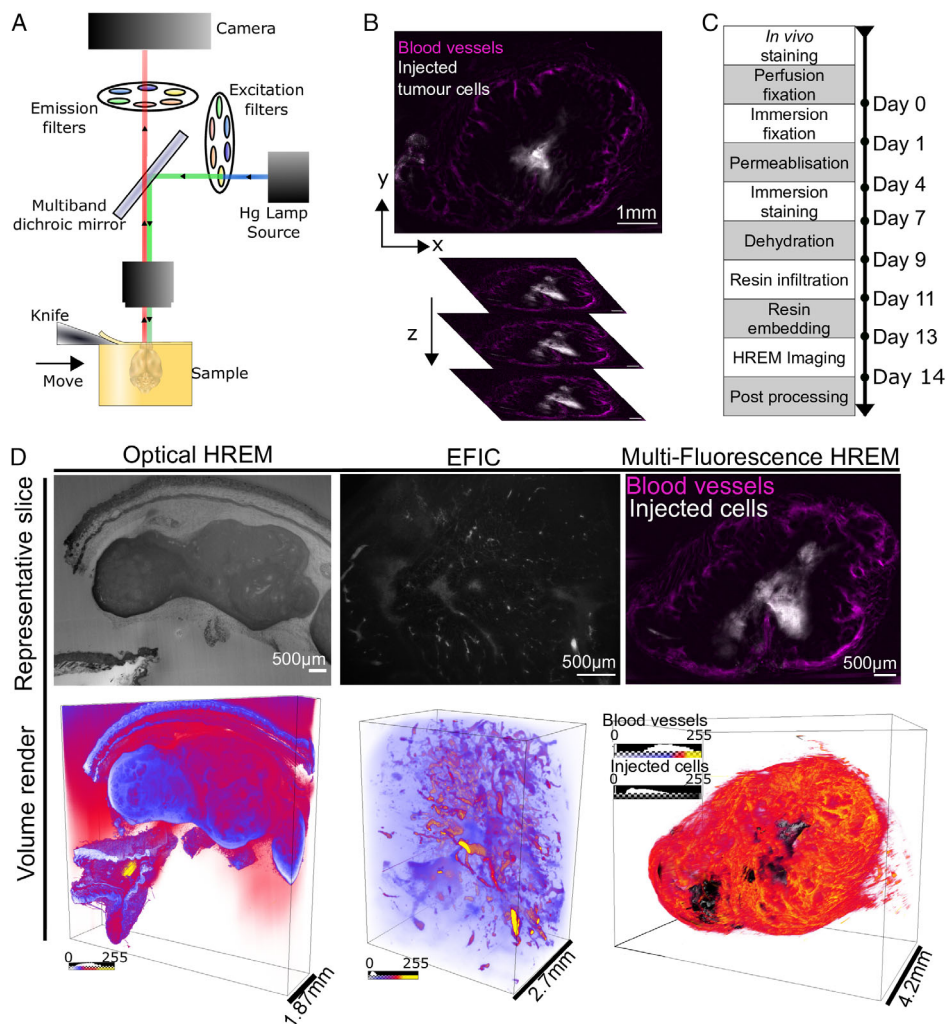 A
Camera
Emission
filters
Excitation
filters
Multiband
dichroic mirror
Hg Lamp
Source
Knife
Move
Sample
B
Blood vessels
Injected
tumour cells
1mm
y
x
z
C
In vivo
staining
Perfusion
fixation
Day 0
Immersion
fixation
Day 1
Permeablisation
Day 4
Immersion
staining
Day 7
Dehydration
Day 9
Resin infiltration
Day 11
Resin
embedding
Day 13
HREM Imaging
Day 14
Post processing
D
Optical HREM
EFIC
Multi-Fluorescence HREM
Representative slice
500µm
500µm
Blood vessels
Injected cells
500µm
Volume render
0 255
1.87mm
0 255
2.7mm
Blood vessels
1 255
Injected cells
1 255
4.2mm